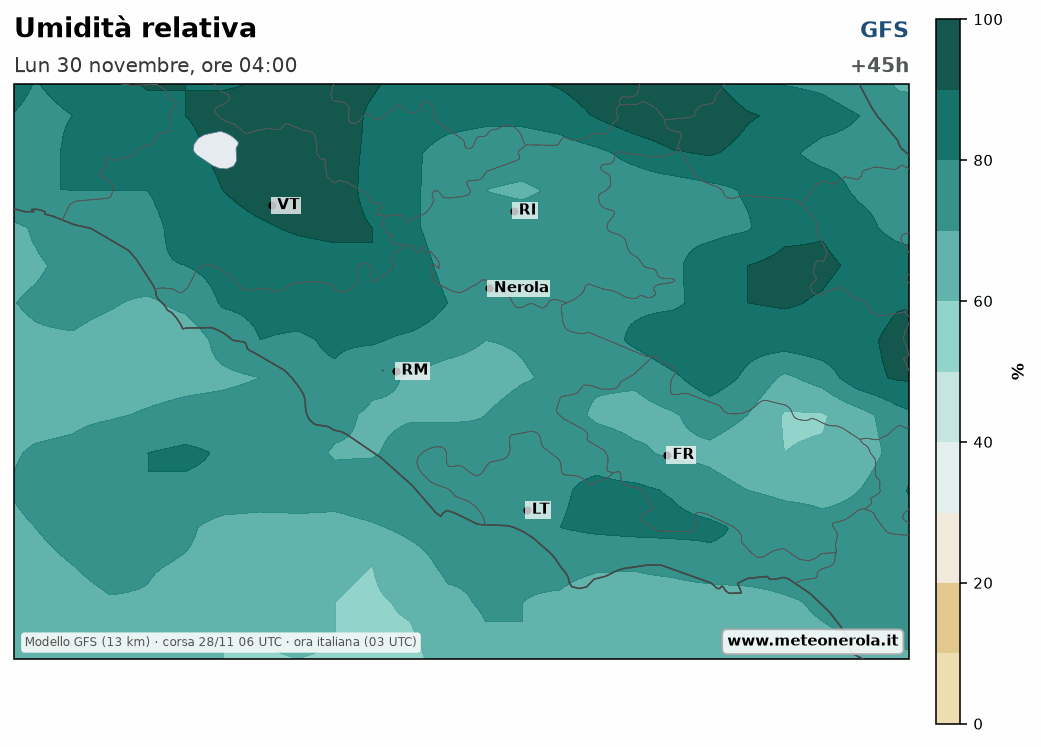 Umidità relativa
GFS
Lun 30 novembre, ore 04:00
+45h
100
80
60
40
20
0
%
VT
RI
Nerola
RM
FR
LT
Modello GFS (13 km) · corsa 28/11 06 UTC · ora italiana (03 UTC)
www.meteonerola.it